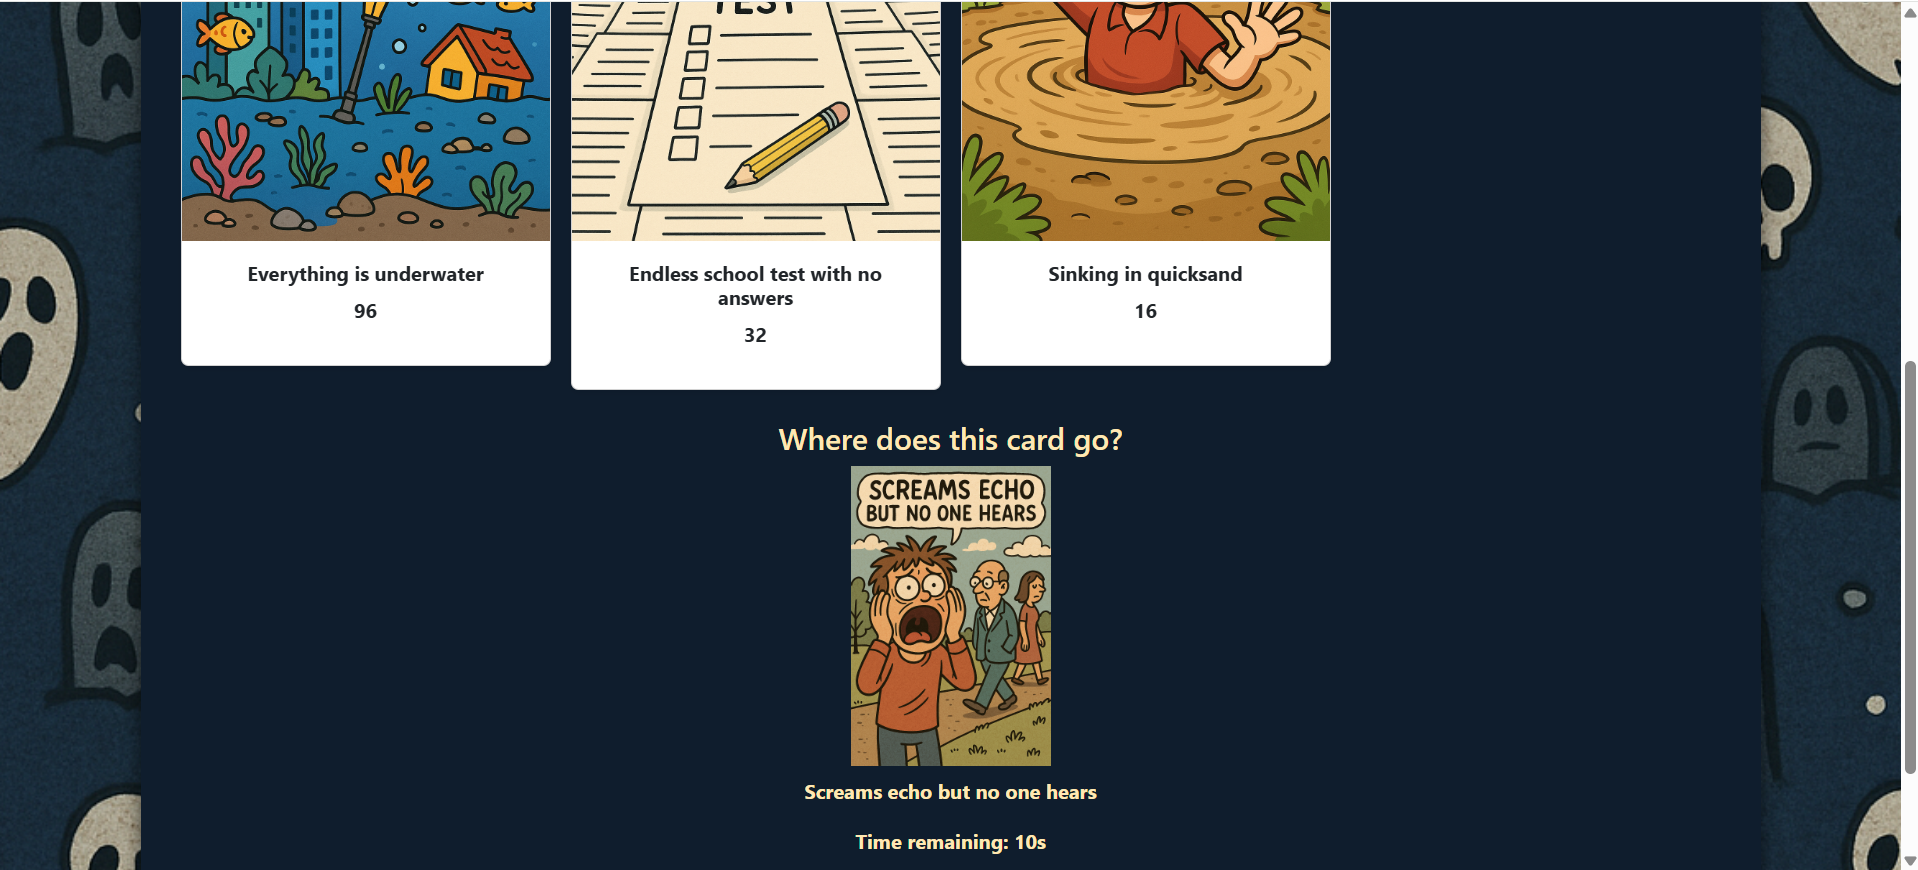 TEST
Everything is underwater
96
Endless school test with no
answers
32
Sinking in quicksand
16
Where does this card go?
SCREAMS ECHO
BUT NO ONE HEARS
Screams echo but no one hears
Time remaining: 10s